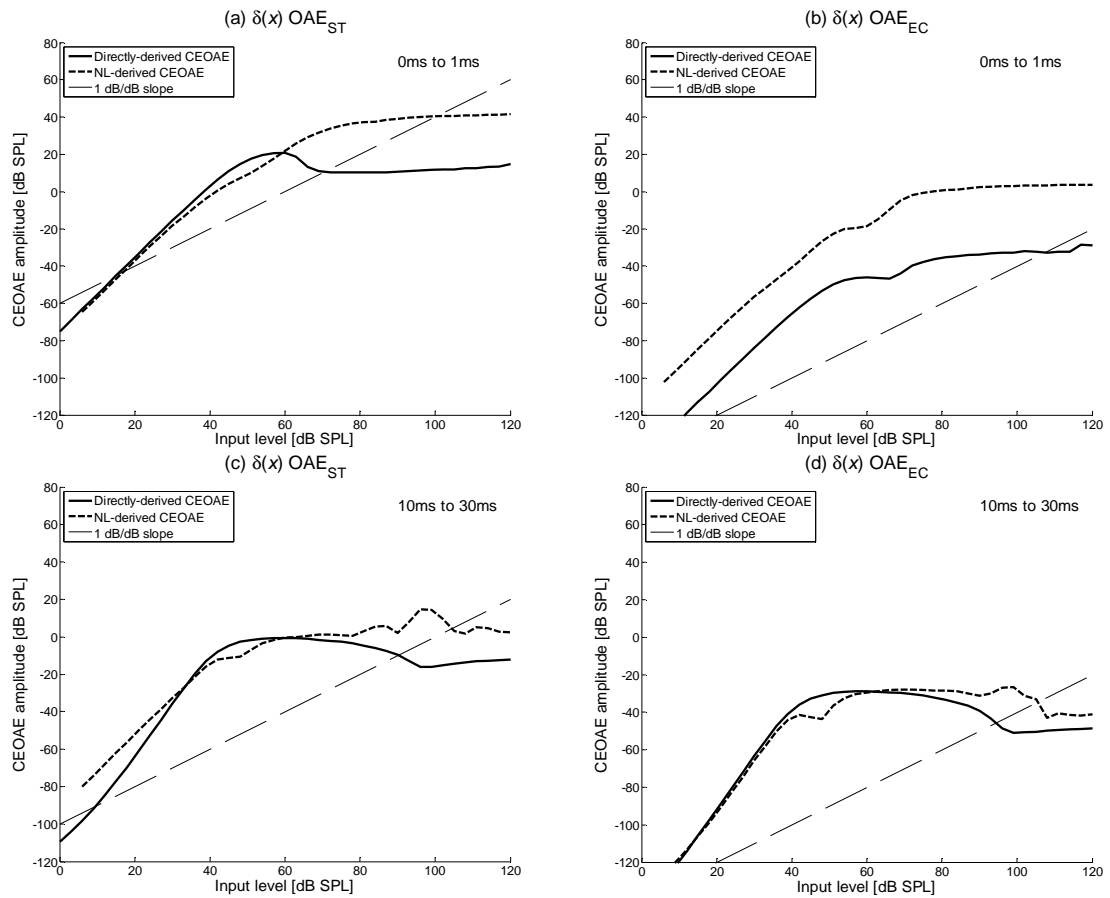 (a) δ(x) OAE_ST
80
60
40
20
0
-20
-40
-60
-80
-100
-120
CEOAE amplitude [dB SPL]
Directly-derived CEOAE
NL-derived CEOAE
1 dB/dB slope
0ms to 1ms
0 20 40 60 80 100 120
Input level [dB SPL]
(b) δ(x) OAE_EC
80
60
40
20
0
-20
-40
-60
-80
-100
-120
CEOAE amplitude [dB SPL]
Directly-derived CEOAE
NL-derived CEOAE
1 dB/dB slope
0ms to 1ms
0 20 40 60 80 100 120
Input level [dB SPL]
(c) δ(x) OAE_ST
80
60
40
20
0
-20
-40
-60
-80
-100
-120
CEOAE amplitude [dB SPL]
Directly-derived CEOAE
NL-derived CEOAE
1 dB/dB slope
10ms to 30ms
0 20 40 60 80 100 120
Input level [dB SPL]
(d) δ(x) OAE_EC
80
60
40
20
0
-20
-40
-60
-80
-100
-120
CEOAE amplitude [dB SPL]
Directly-derived CEOAE
NL-derived CEOAE
1 dB/dB slope
10ms to 30ms
0 20 40 60 80 100 120
Input level [dB SPL]